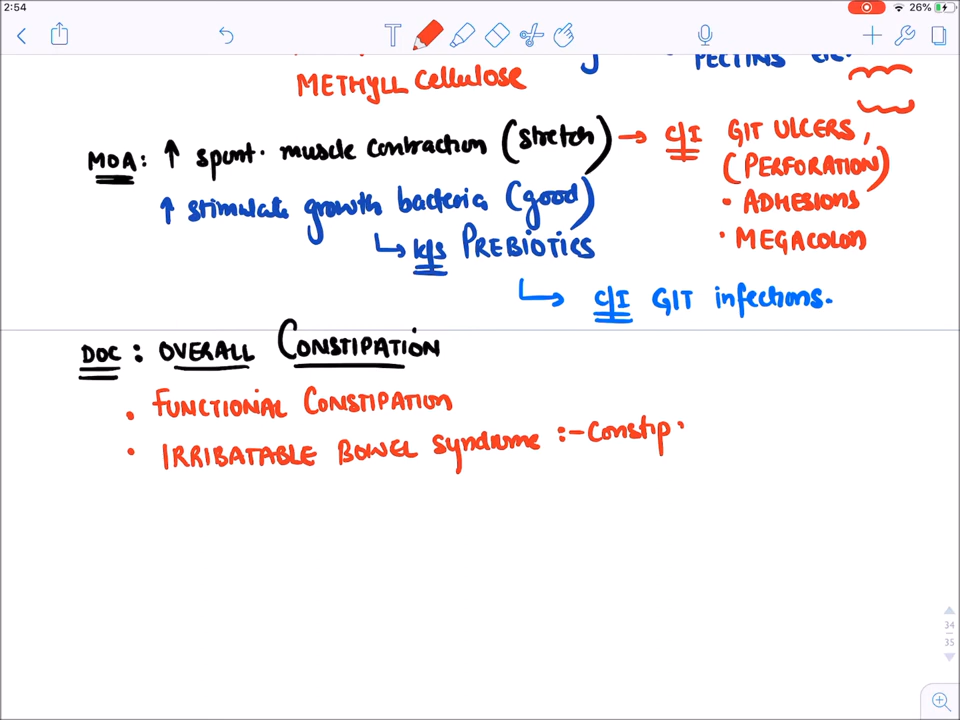 2:54
26%
T
METHYLL Cellulose
PECTINS etc.
MOA: ↑ spont. muscle contraction (stretch) → C/I GIT ULCERS,
(PERFORATION)
• ADHESIONS
• MEGACOLON
↑ stimulate growth bacteria (good)
↳ k/s PREBIOTICS
↳ C/I GIT infections.
DOC : OVERALL CONSTIPATION
• FUNCTIONAL CONSTIPATION
• IRRIBATABLE BOWEL Syndrome :- Constip.
34
35